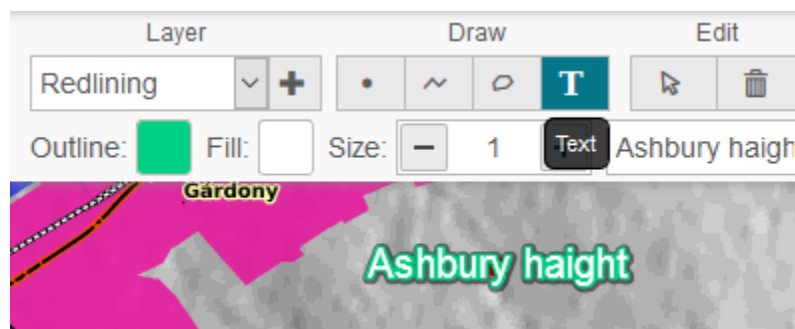 Layer Draw Edit
Redlining T
Outline: Fill: Size: 1 Text Ashbury haigh
Gárdony
Ashbury haight